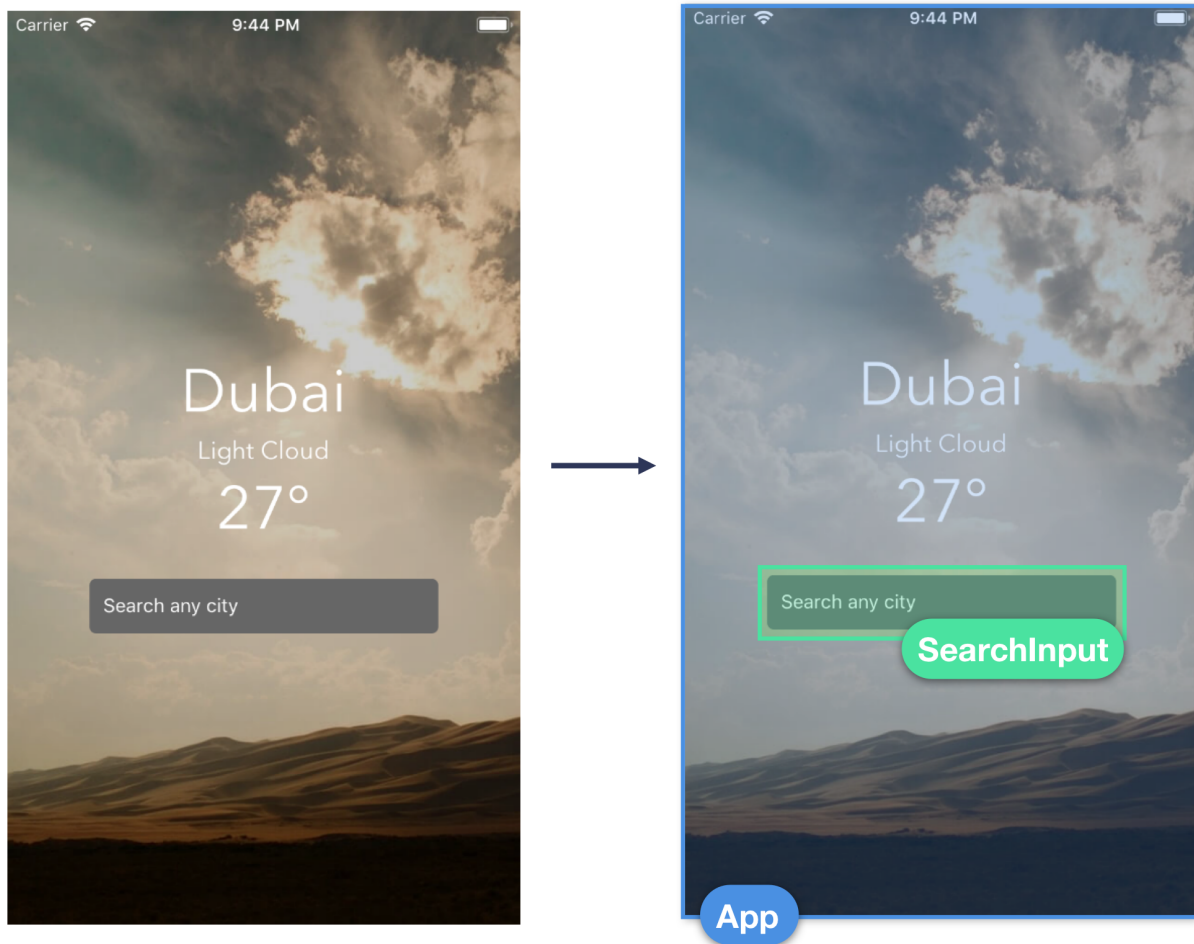 Carrier 9:44 PM
Dubai
Light Cloud
27°
Search any city
Carrier 9:44 PM
Dubai
Light Cloud
27°
Search any city
SearchInput
App